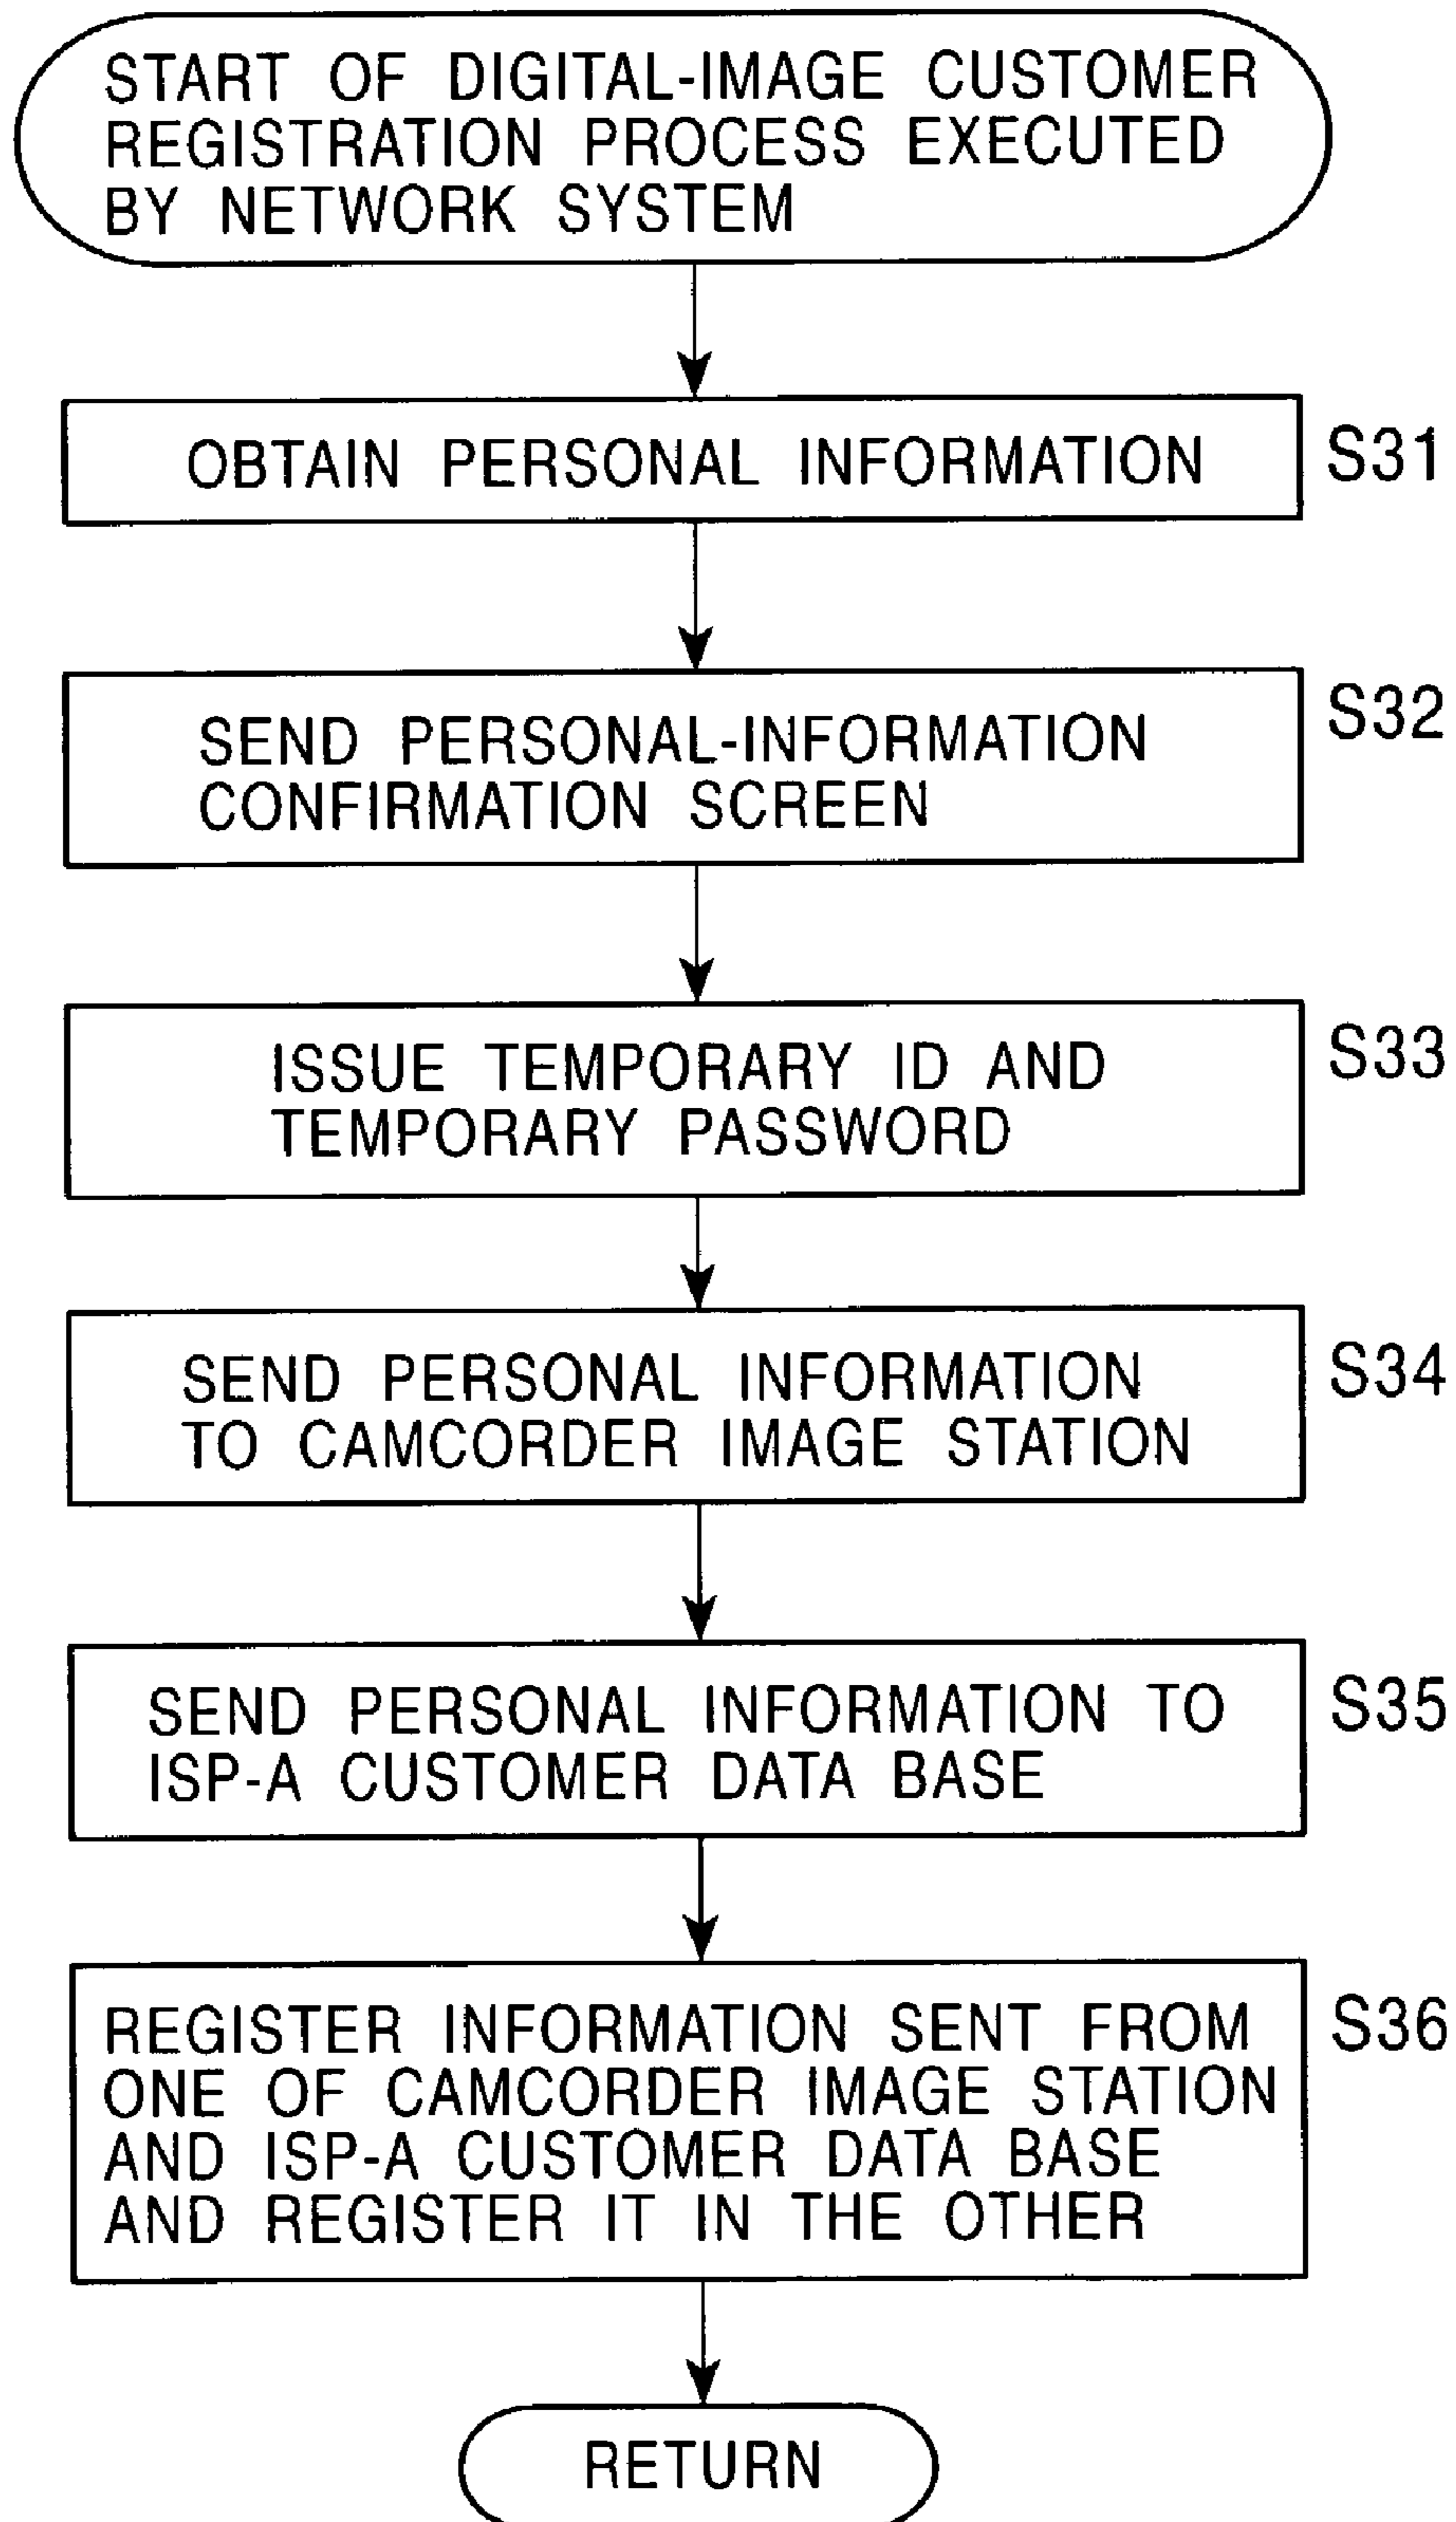 START OF DIGITAL-IMAGE CUSTOMER
REGISTRATION PROCESS EXECUTED
BY NETWORK SYSTEM
OBTAIN PERSONAL INFORMATION
S31
SEND PERSONAL-INFORMATION
CONFIRMATION SCREEN
S32
ISSUE TEMPORARY ID AND
TEMPORARY PASSWORD
S33
SEND PERSONAL INFORMATION
TO CAMCORDER IMAGE STATION
S34
SEND PERSONAL INFORMATION TO
ISP-A CUSTOMER DATA BASE
S35
REGISTER INFORMATION SENT FROM
ONE OF CAMCORDER IMAGE STATION
AND ISP-A CUSTOMER DATA BASE
AND REGISTER IT IN THE OTHER
S36
RETURN